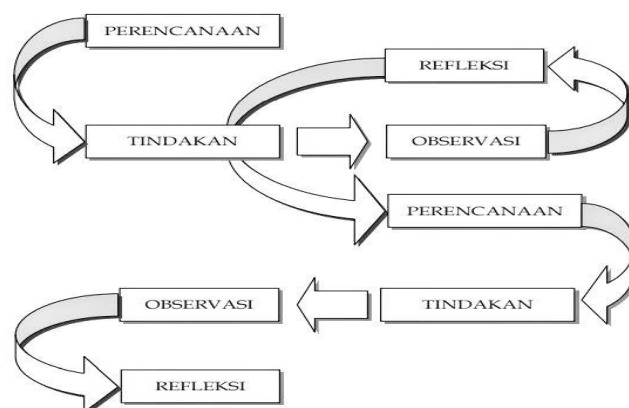 PERENCANAAN
REFLEKSI
TINDAKAN
OBSERVASI
PERENCANAAN
OBSERVASI
TINDAKAN
REFLEKSI